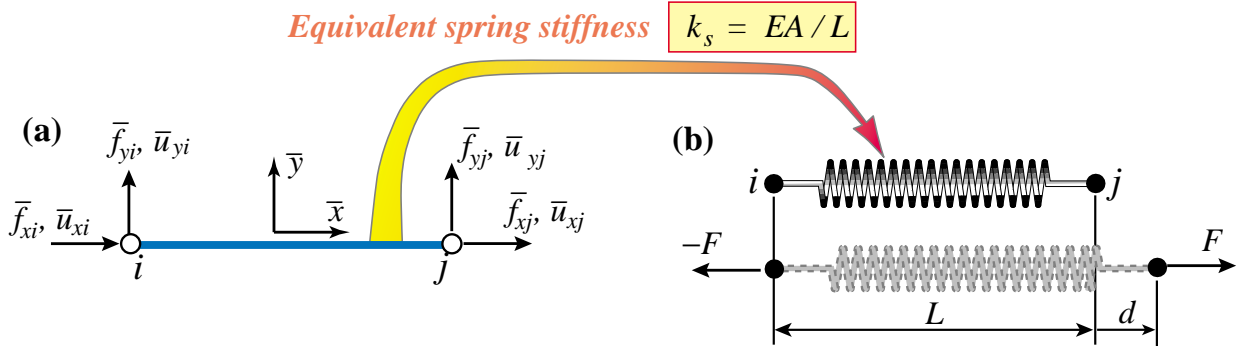 Equivalent spring stiffness k_s = EA / L
(a)
f̄_yi, ū_yi
ȳ
f̄_yj, ū_yj
(b)
i
j
f̄_xi, ū_xi
x̄
f̄_xj, ū_xj
i
j
−F
F
L
d